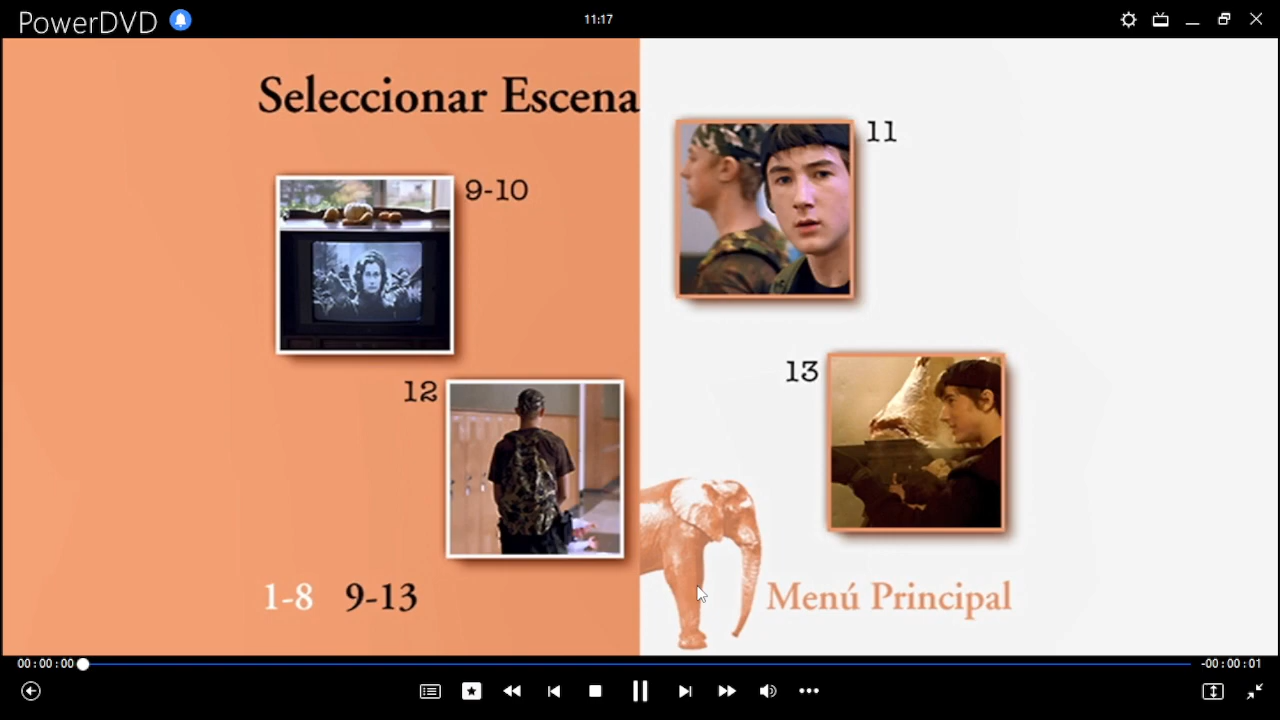 PowerDVD
11:17
Seleccionar Escena
9-10
11
12
13
1-8 9-13
Menú Principal
00:00:00
-00:00:01